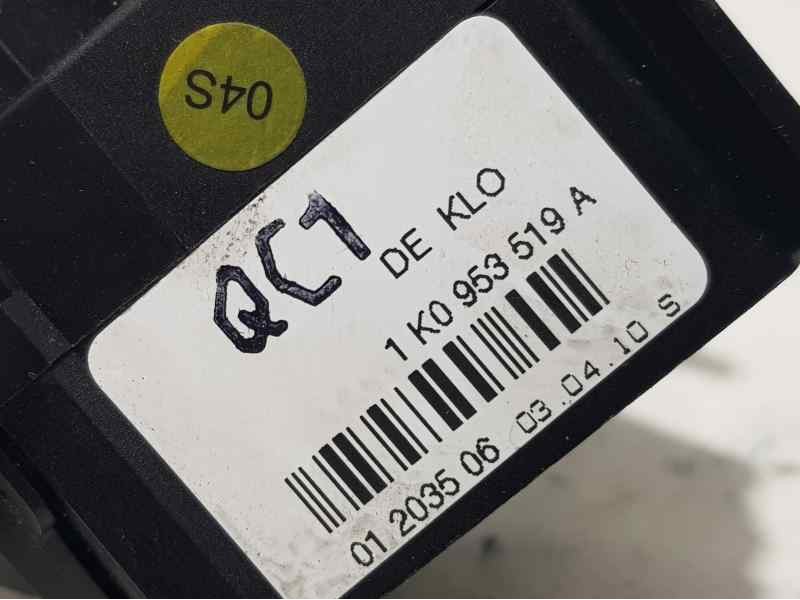 04S
QC1
DE KLO
1 K0 953 519 A
01 2035 06 03.04.10 S